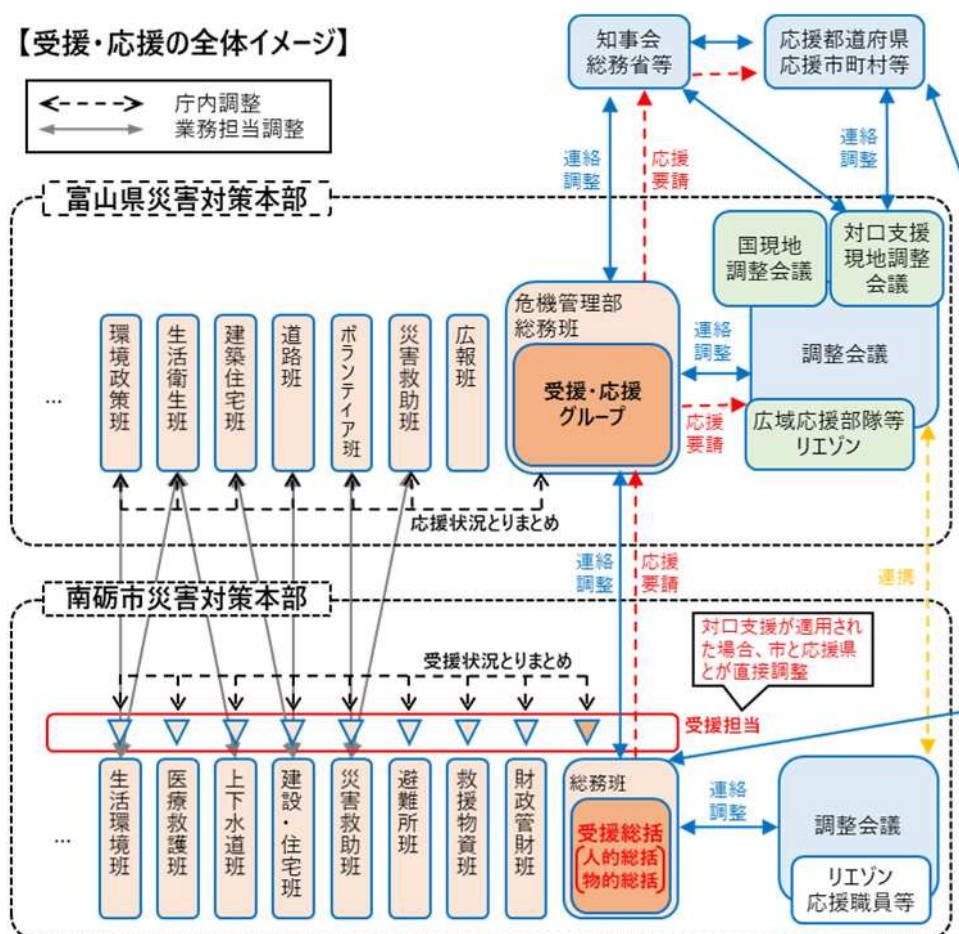 【受援・応援の全体イメージ】
庁内調整
業務担当調整
知事会
総務省等
応援都道府県
応援市町村等
連絡
調整
応援
要請
連絡
調整
富山県災害対策本部
国現地
調整会議
対口支援
現地調整
会議
調整会議
広域応援部隊等
リエゾン
危機管理部
総務班
受援・応援
グループ
連絡
調整
応援
要請
…
環境政策班
生活衛生班
建築住宅班
道路班
ボランティア班
災害救助班
広報班
応援状況とりまとめ
連絡
調整
応援
要請
連携
南砺市災害対策本部
対口支援が適用され
た場合、市と応援県
とが直接調整
受援状況とりまとめ
受援担当
…
生活環境班
医療救護班
上下水道班
建設・住宅班
災害救助班
避難所班
救援物資班
財政管財班
総務班
受援総括
人的総括
物的総括
連絡
調整
調整会議
リエゾン
応援職員等